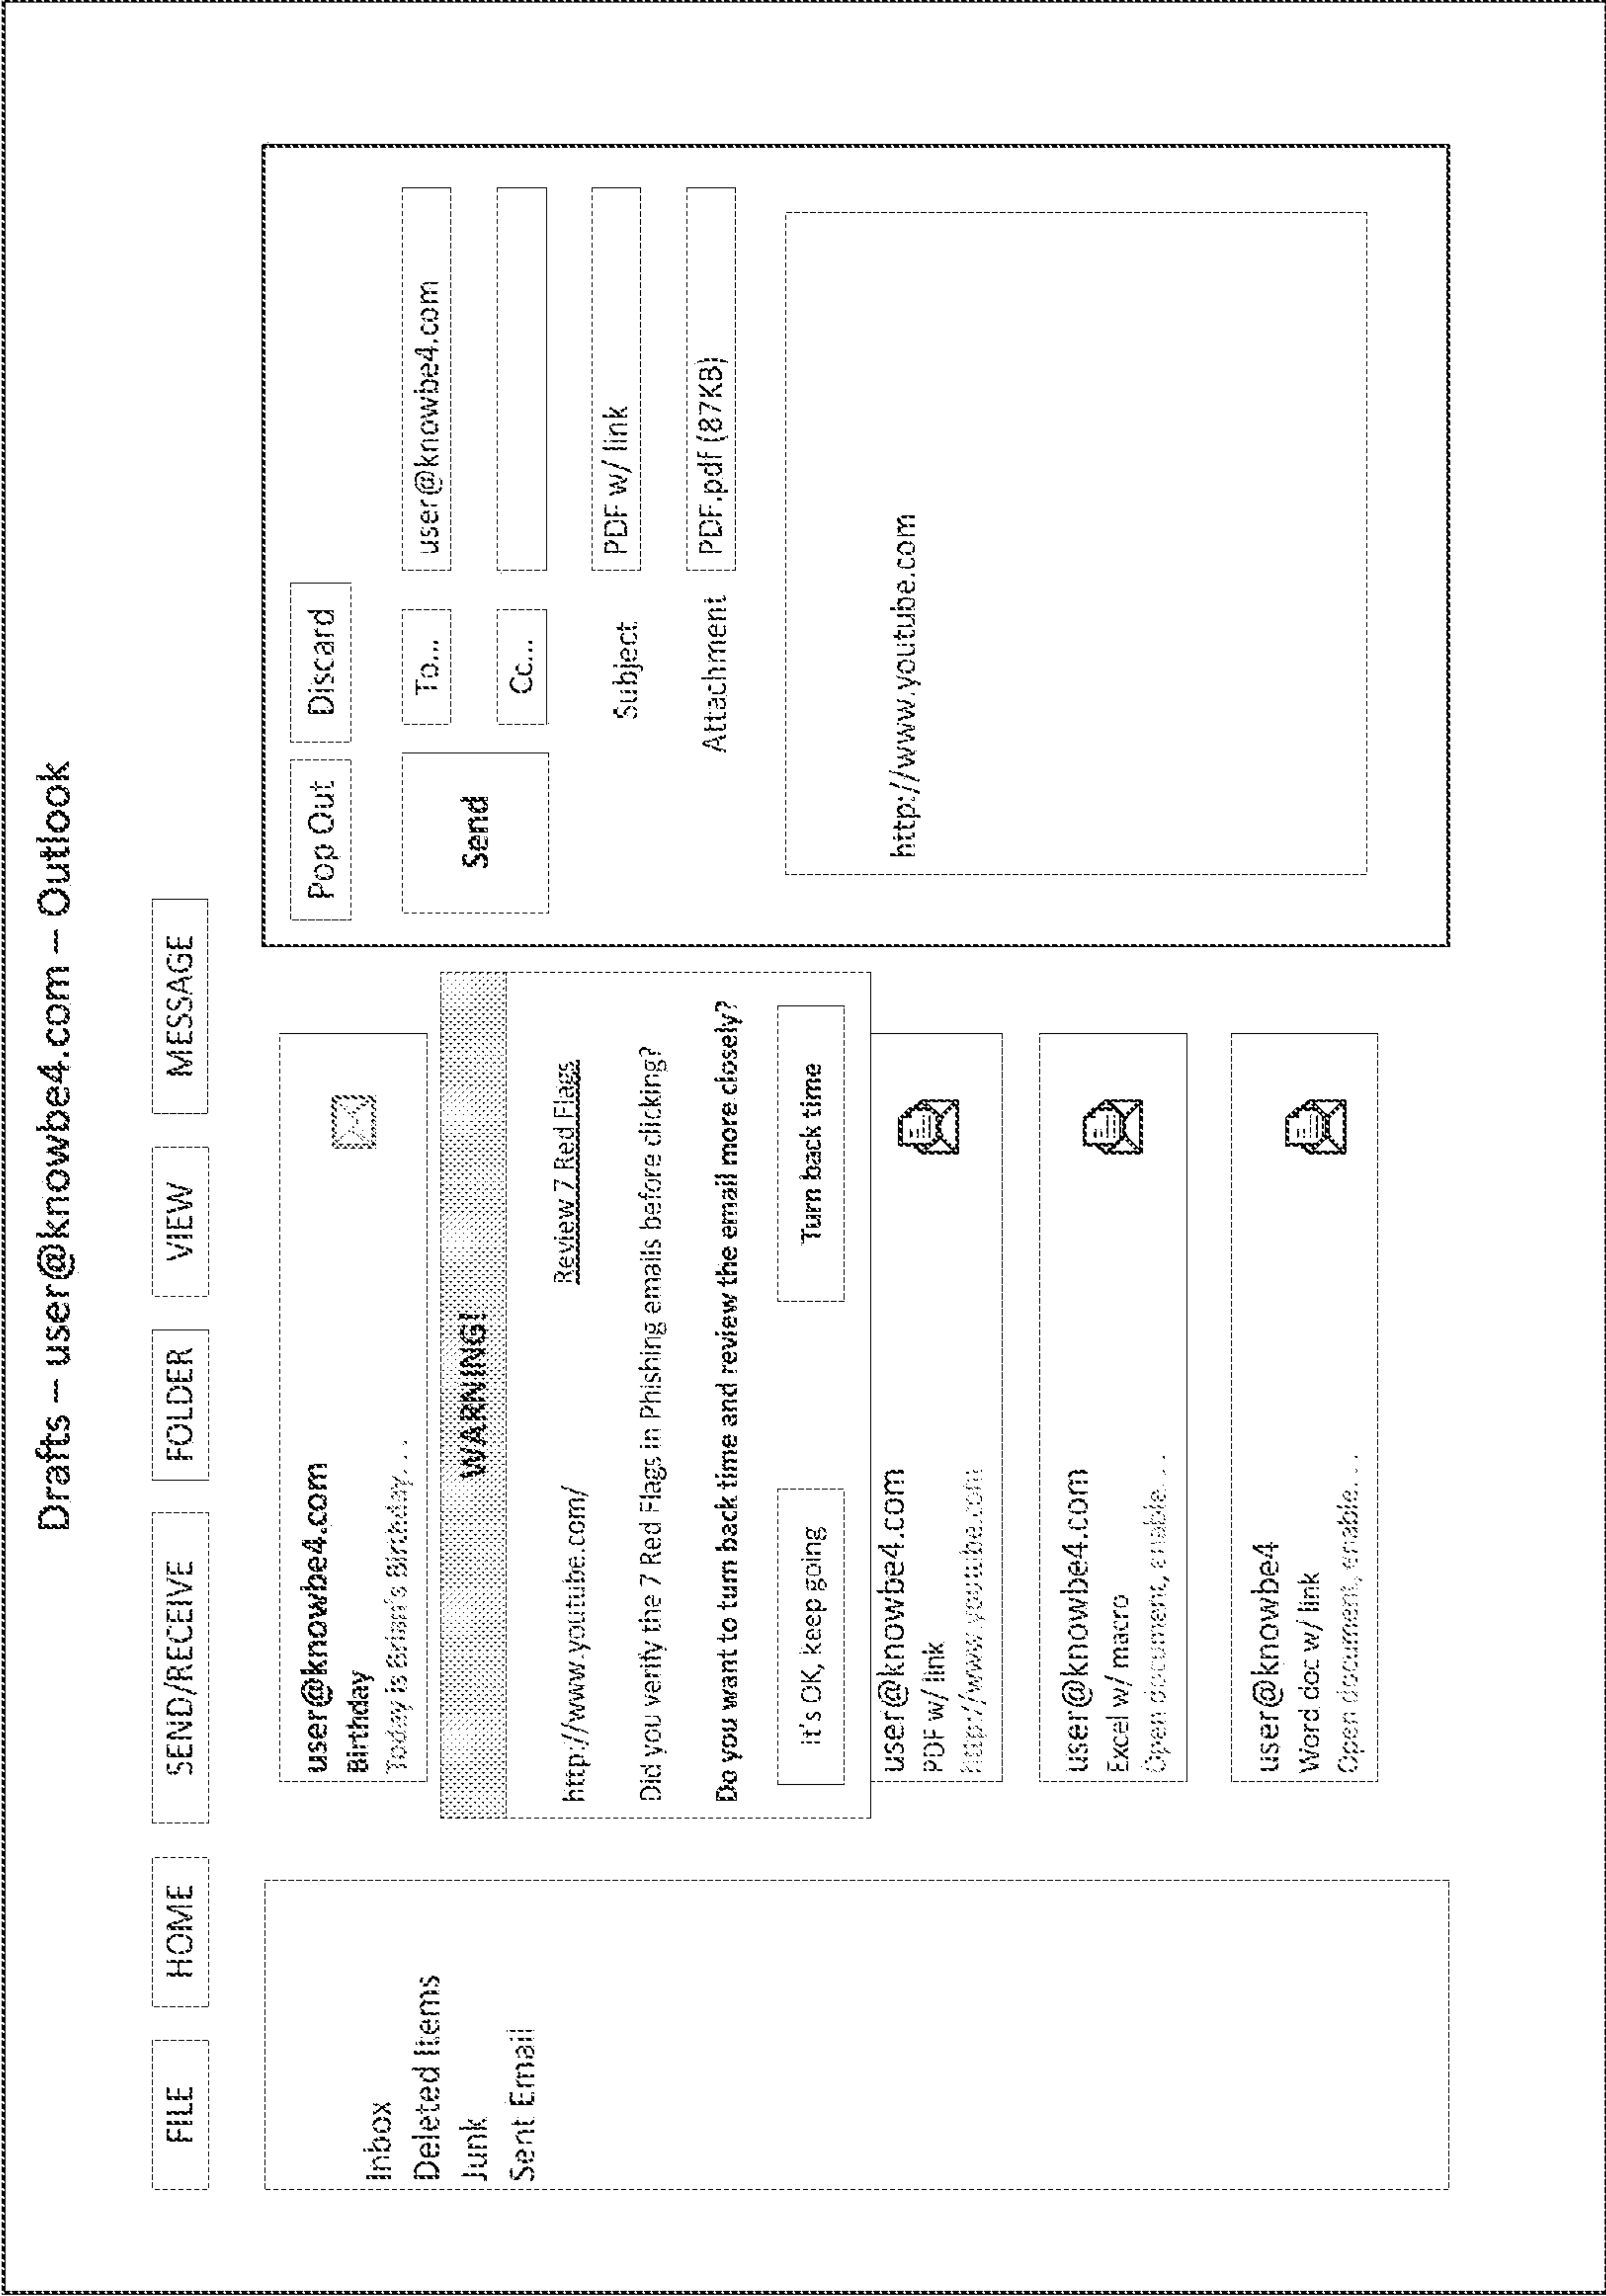 Drafts – user@knowbe4.com – Outlook
FILE
HOME
SEND/RECEIVE
FOLDER
VIEW
MESSAGE
Inbox
Deleted Items
Junk
Sent Email
user@knowbe4.com
Birthday
Today is Brian's Birthday. . .
WARNING!
http://www.youtube.com/
Review 7 Red Flags
Did you verify the 7 Red Flags in Phishing emails before clicking?
Do you want to turn back time and review the email more closely?
it's OK, keep going
Turn back time
user@knowbe4.com
PDF w/ link
http://www.youtube.com
user@knowbe4.com
Excel w/ macro
Open document, enable. . .
user@knowbe4
Word doc w/ link
Open document, enable. . .
Pop Out
Discard
Send
To...
user@knowbe4.com
Cc...
Subject
PDF w/ link
Attachment
PDF.pdf (87KB)
http://www.youtube.com